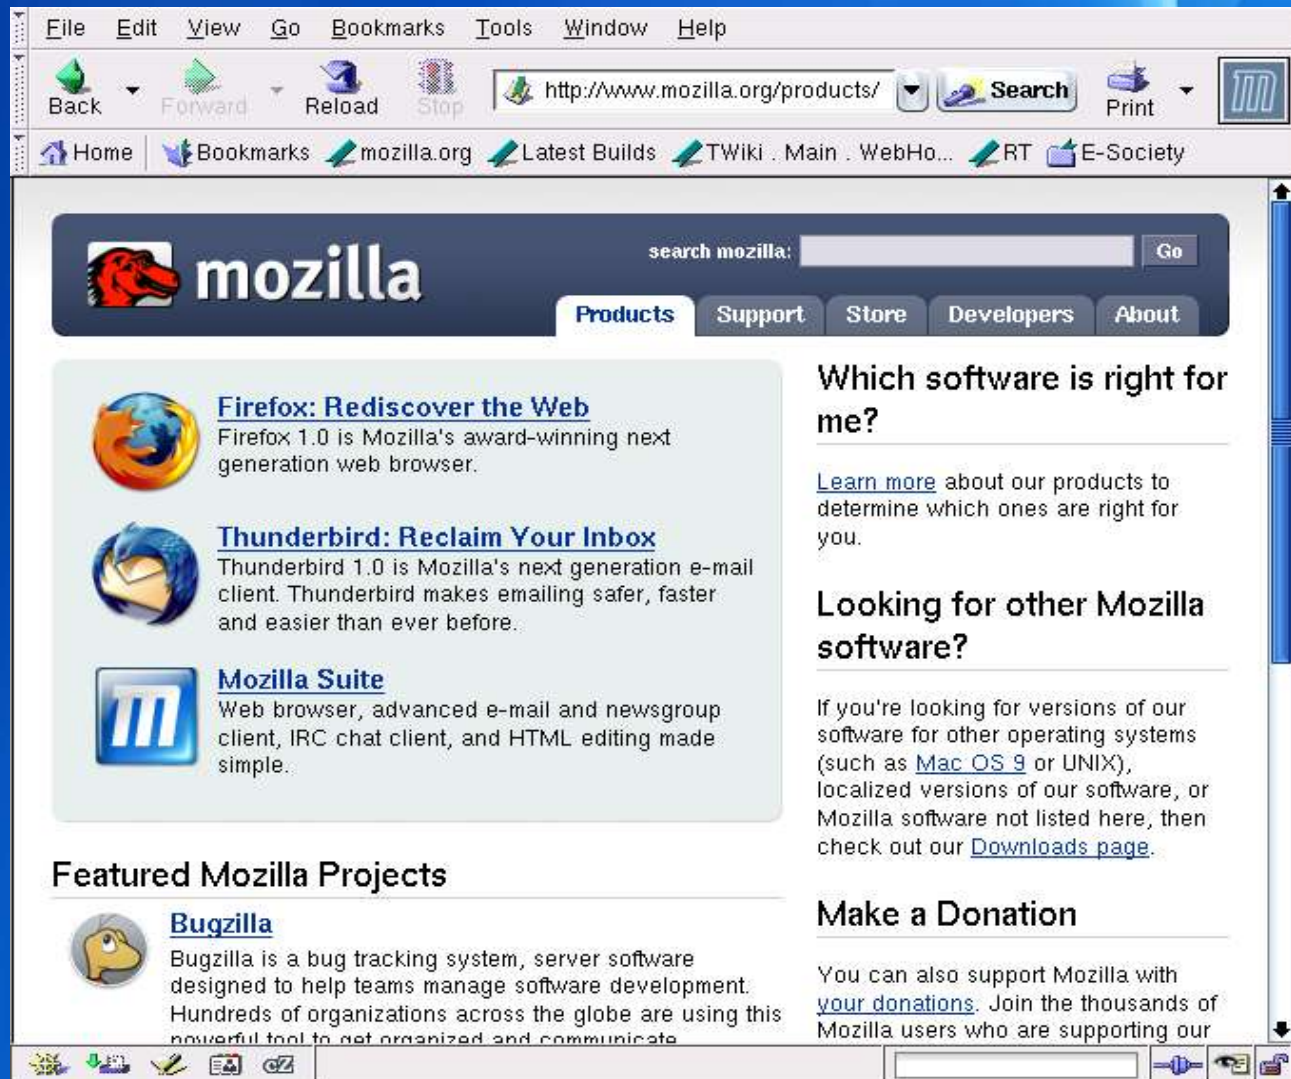 File Edit View Go Bookmarks Tools Window Help
Back Forward Reload Stop http://www.mozilla.org/products/ Search Print m
Home Bookmarks mozilla.org Latest Builds TWiki . Main . WebHo... RT E-Society
mozilla
search mozilla: Go
Products Support Store Developers About
Firefox: Rediscover the Web
Firefox 1.0 is Mozilla's award-winning next
generation web browser.
Thunderbird: Reclaim Your Inbox
Thunderbird 1.0 is Mozilla's next generation e-mail
client. Thunderbird makes emailing safer, faster
and easier than ever before.
m
Mozilla Suite
Web browser, advanced e-mail and newsgroup
client, IRC chat client, and HTML editing made
simple.
Featured Mozilla Projects
Bugzilla
Bugzilla is a bug tracking system, server software
designed to help teams manage software development.
Hundreds of organizations across the globe are using this
powerful tool to get organized and communicate
Which software is right for
me?
Learn more about our products to
determine which ones are right for
you.
Looking for other Mozilla
software?
If you're looking for versions of our
software for other operating systems
(such as Mac OS 9 or UNIX),
localized versions of our software, or
Mozilla software not listed here, then
check out our Downloads page.
Make a Donation
You can also support Mozilla with
your donations. Join the thousands of
Mozilla users who are supporting our
cZ